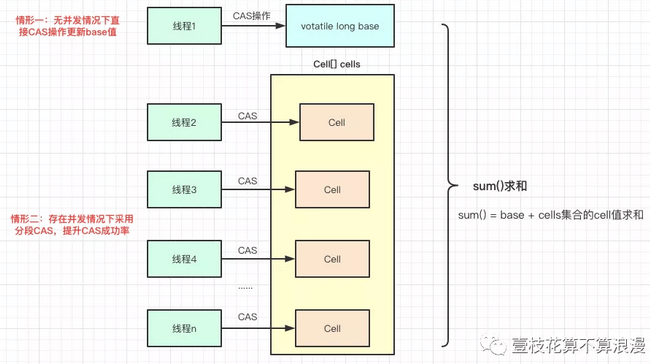 情形一：无并发情况下直
接CAS操作更新base值
线程1
CAS操作
votatile long base
Cell[] cells
线程2
CAS
Cell
线程3
CAS
Cell
sum()求和
sum() = base + cells集合的cell值求和
情形二：存在并发情况下采用
分段CAS，提升CAS成功率
线程4
CAS
Cell
......
线程n
CAS
Cell
壹枝花算不算浪漫